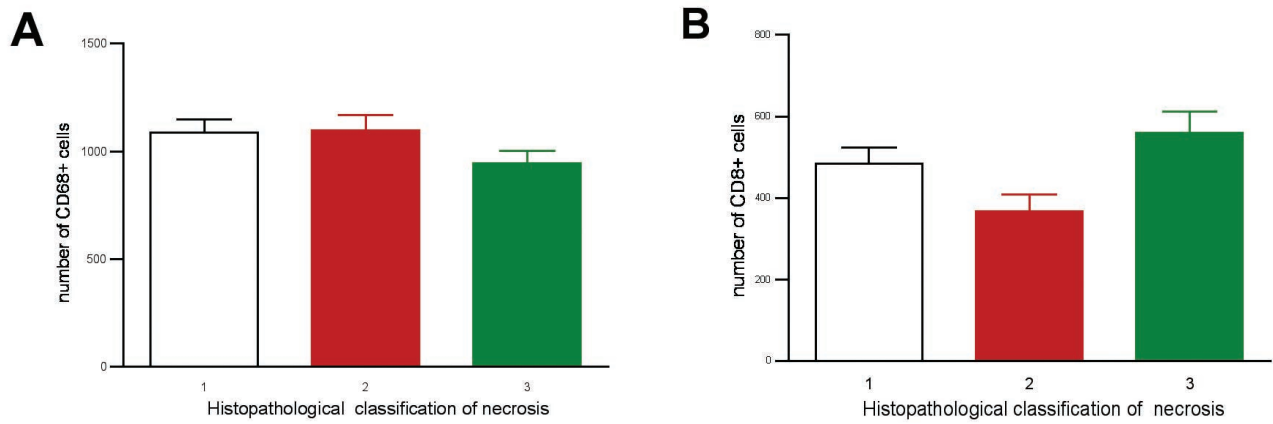 A
number of CD68+ cells
1500
1000
500
0
1
2
3
Histopathological classification of necrosis
B
number of CD8+ cells
800
600
400
200
0
1
2
3
Histopathological classification of necrosis